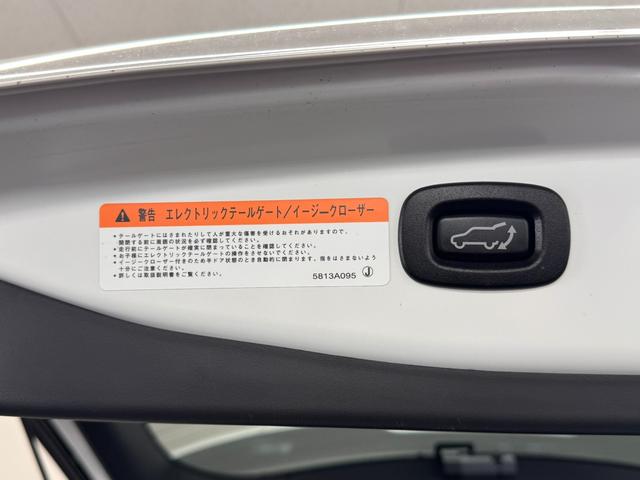 警告 エレクトリックテールゲート/イージークローザー
*テールゲートにはさまれたりして人が重大な傷害を受けるおそれがありますので、
開閉する前に周囲の状況を必ず確認してください。
*走行前にテールゲートが確実に閉まっていることを確認してください。
*お子様にエレクトリックテールゲートの操作をさせないでください。
*イージークローザー付きのため半ドア状態のとき自動的に閉まります。指をはさまないよう
十分にご注意ください。
*詳しくは取扱説明書をご覧ください。
5813A095 J